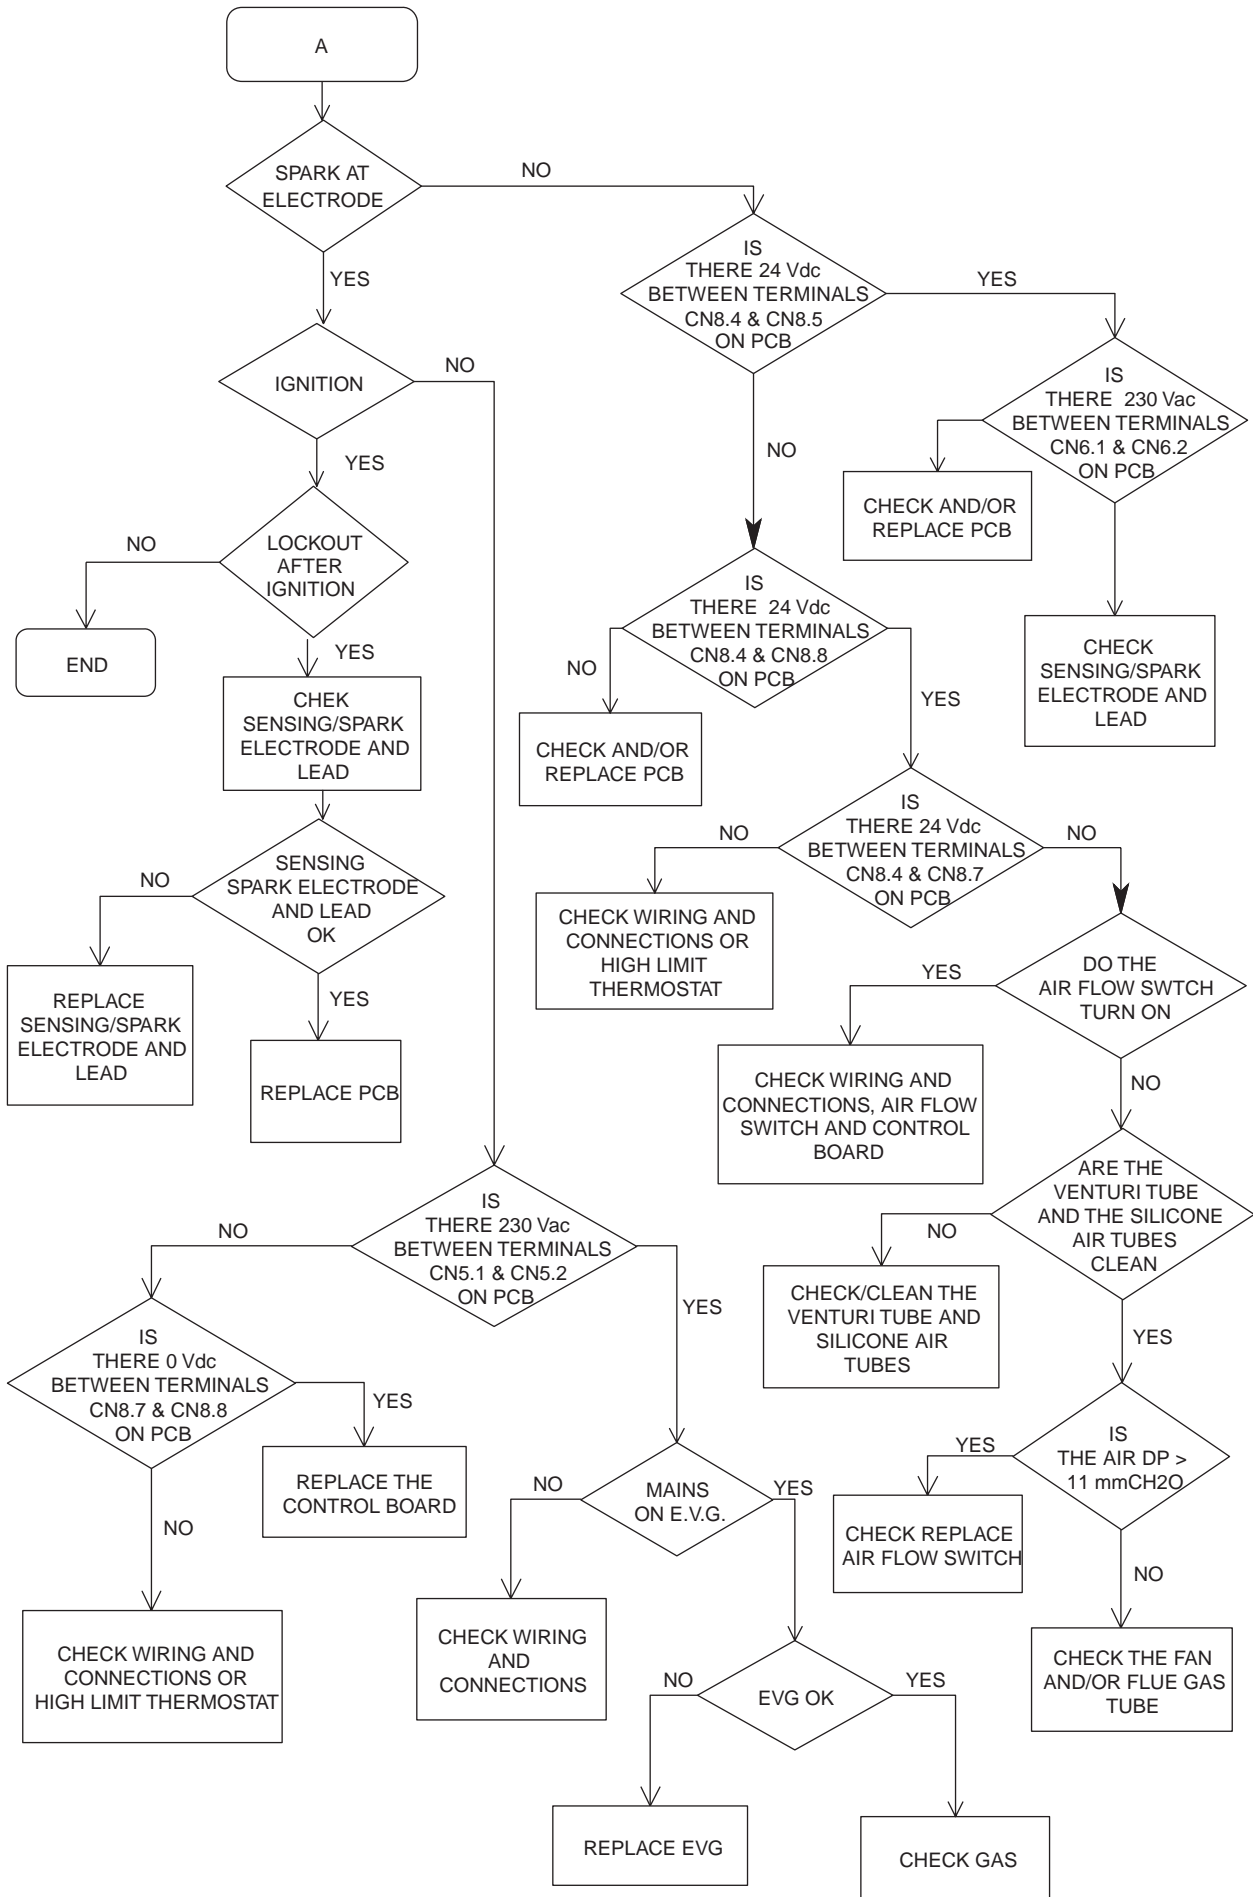 A
SPARK AT
ELECTRODE
NO
YES
IS
THERE 24 Vdc
BETWEEN TERMINALS
CN8.4 & CN8.5
ON PCB
YES
NO
IGNITION
NO
YES
IS
THERE 230 Vac
BETWEEN TERMINALS
CN6.1 & CN6.2
ON PCB
CHECK AND/OR
REPLACE PCB
CHECK
SENSING/SPARK
ELECTRODE AND
LEAD
LOCKOUT
AFTER
IGNITION
NO
END
YES
CHEK
SENSING/SPARK
ELECTRODE AND
LEAD
IS
THERE 24 Vdc
BETWEEN TERMINALS
CN8.4 & CN8.8
ON PCB
NO
YES
CHECK AND/OR
REPLACE PCB
IS
THERE 24 Vdc
BETWEEN TERMINALS
CN8.4 & CN8.7
ON PCB
NO
NO
SENSING
SPARK ELECTRODE
AND LEAD
OK
NO
YES
REPLACE
SENSING/SPARK
ELECTRODE AND
LEAD
REPLACE PCB
CHECK WIRING AND
CONNECTIONS OR
HIGH LIMIT
THERMOSTAT
DO THE
AIR FLOW SWTCH
TURN ON
YES
NO
CHECK WIRING AND
CONNECTIONS, AIR FLOW
SWITCH AND CONTROL
BOARD
ARE THE
VENTURI TUBE
AND THE SILICONE
AIR TUBES
CLEAN
NO
YES
CHECK/CLEAN THE
VENTURI TUBE AND
SILICONE AIR
TUBES
IS
THERE 230 Vac
BETWEEN TERMINALS
CN5.1 & CN5.2
ON PCB
NO
YES
IS
THERE 0 Vdc
BETWEEN TERMINALS
CN8.7 & CN8.8
ON PCB
YES
NO
REPLACE THE
CONTROL BOARD
CHECK WIRING AND
CONNECTIONS OR
HIGH LIMIT THERMOSTAT
MAINS
ON E.V.G.
NO
YES
CHECK WIRING
AND
CONNECTIONS
IS
THE AIR DP >
11 mmCH2O
YES
NO
CHECK REPLACE
AIR FLOW SWITCH
CHECK THE FAN
AND/OR FLUE GAS
TUBE
EVG OK
NO
YES
REPLACE EVG
CHECK GAS